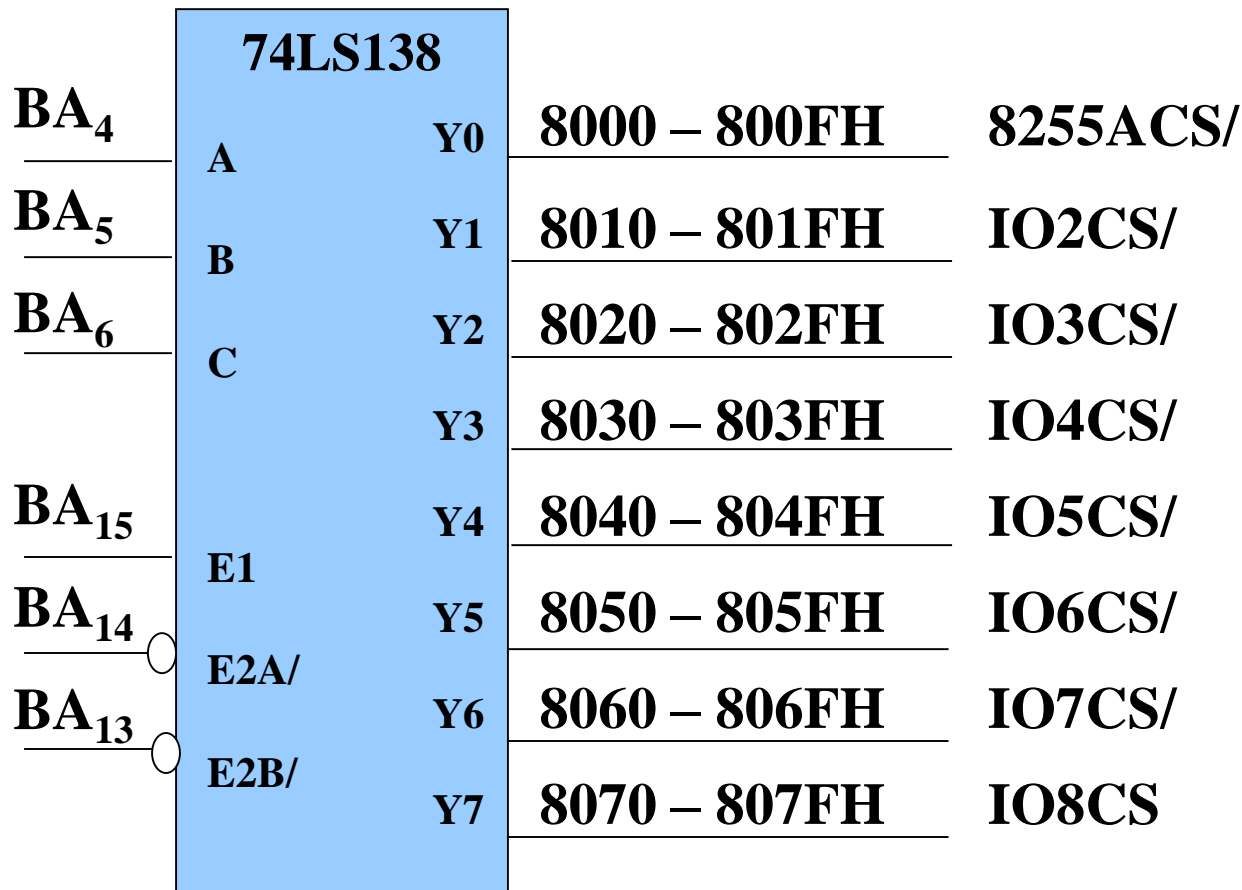 74LS138
BA₄ A Y0 8000 – 800FH 8255ACS/
BA₅ B Y1 8010 – 801FH IO2CS/
BA₆ C Y2 8020 – 802FH IO3CS/
Y3 8030 – 803FH IO4CS/
BA₁₅ E1 Y4 8040 – 804FH IO5CS/
BA₁₄ E2A/ Y5 8050 – 805FH IO6CS/
BA₁₃ E2B/ Y6 8060 – 806FH IO7CS/
Y7 8070 – 807FH IO8CS